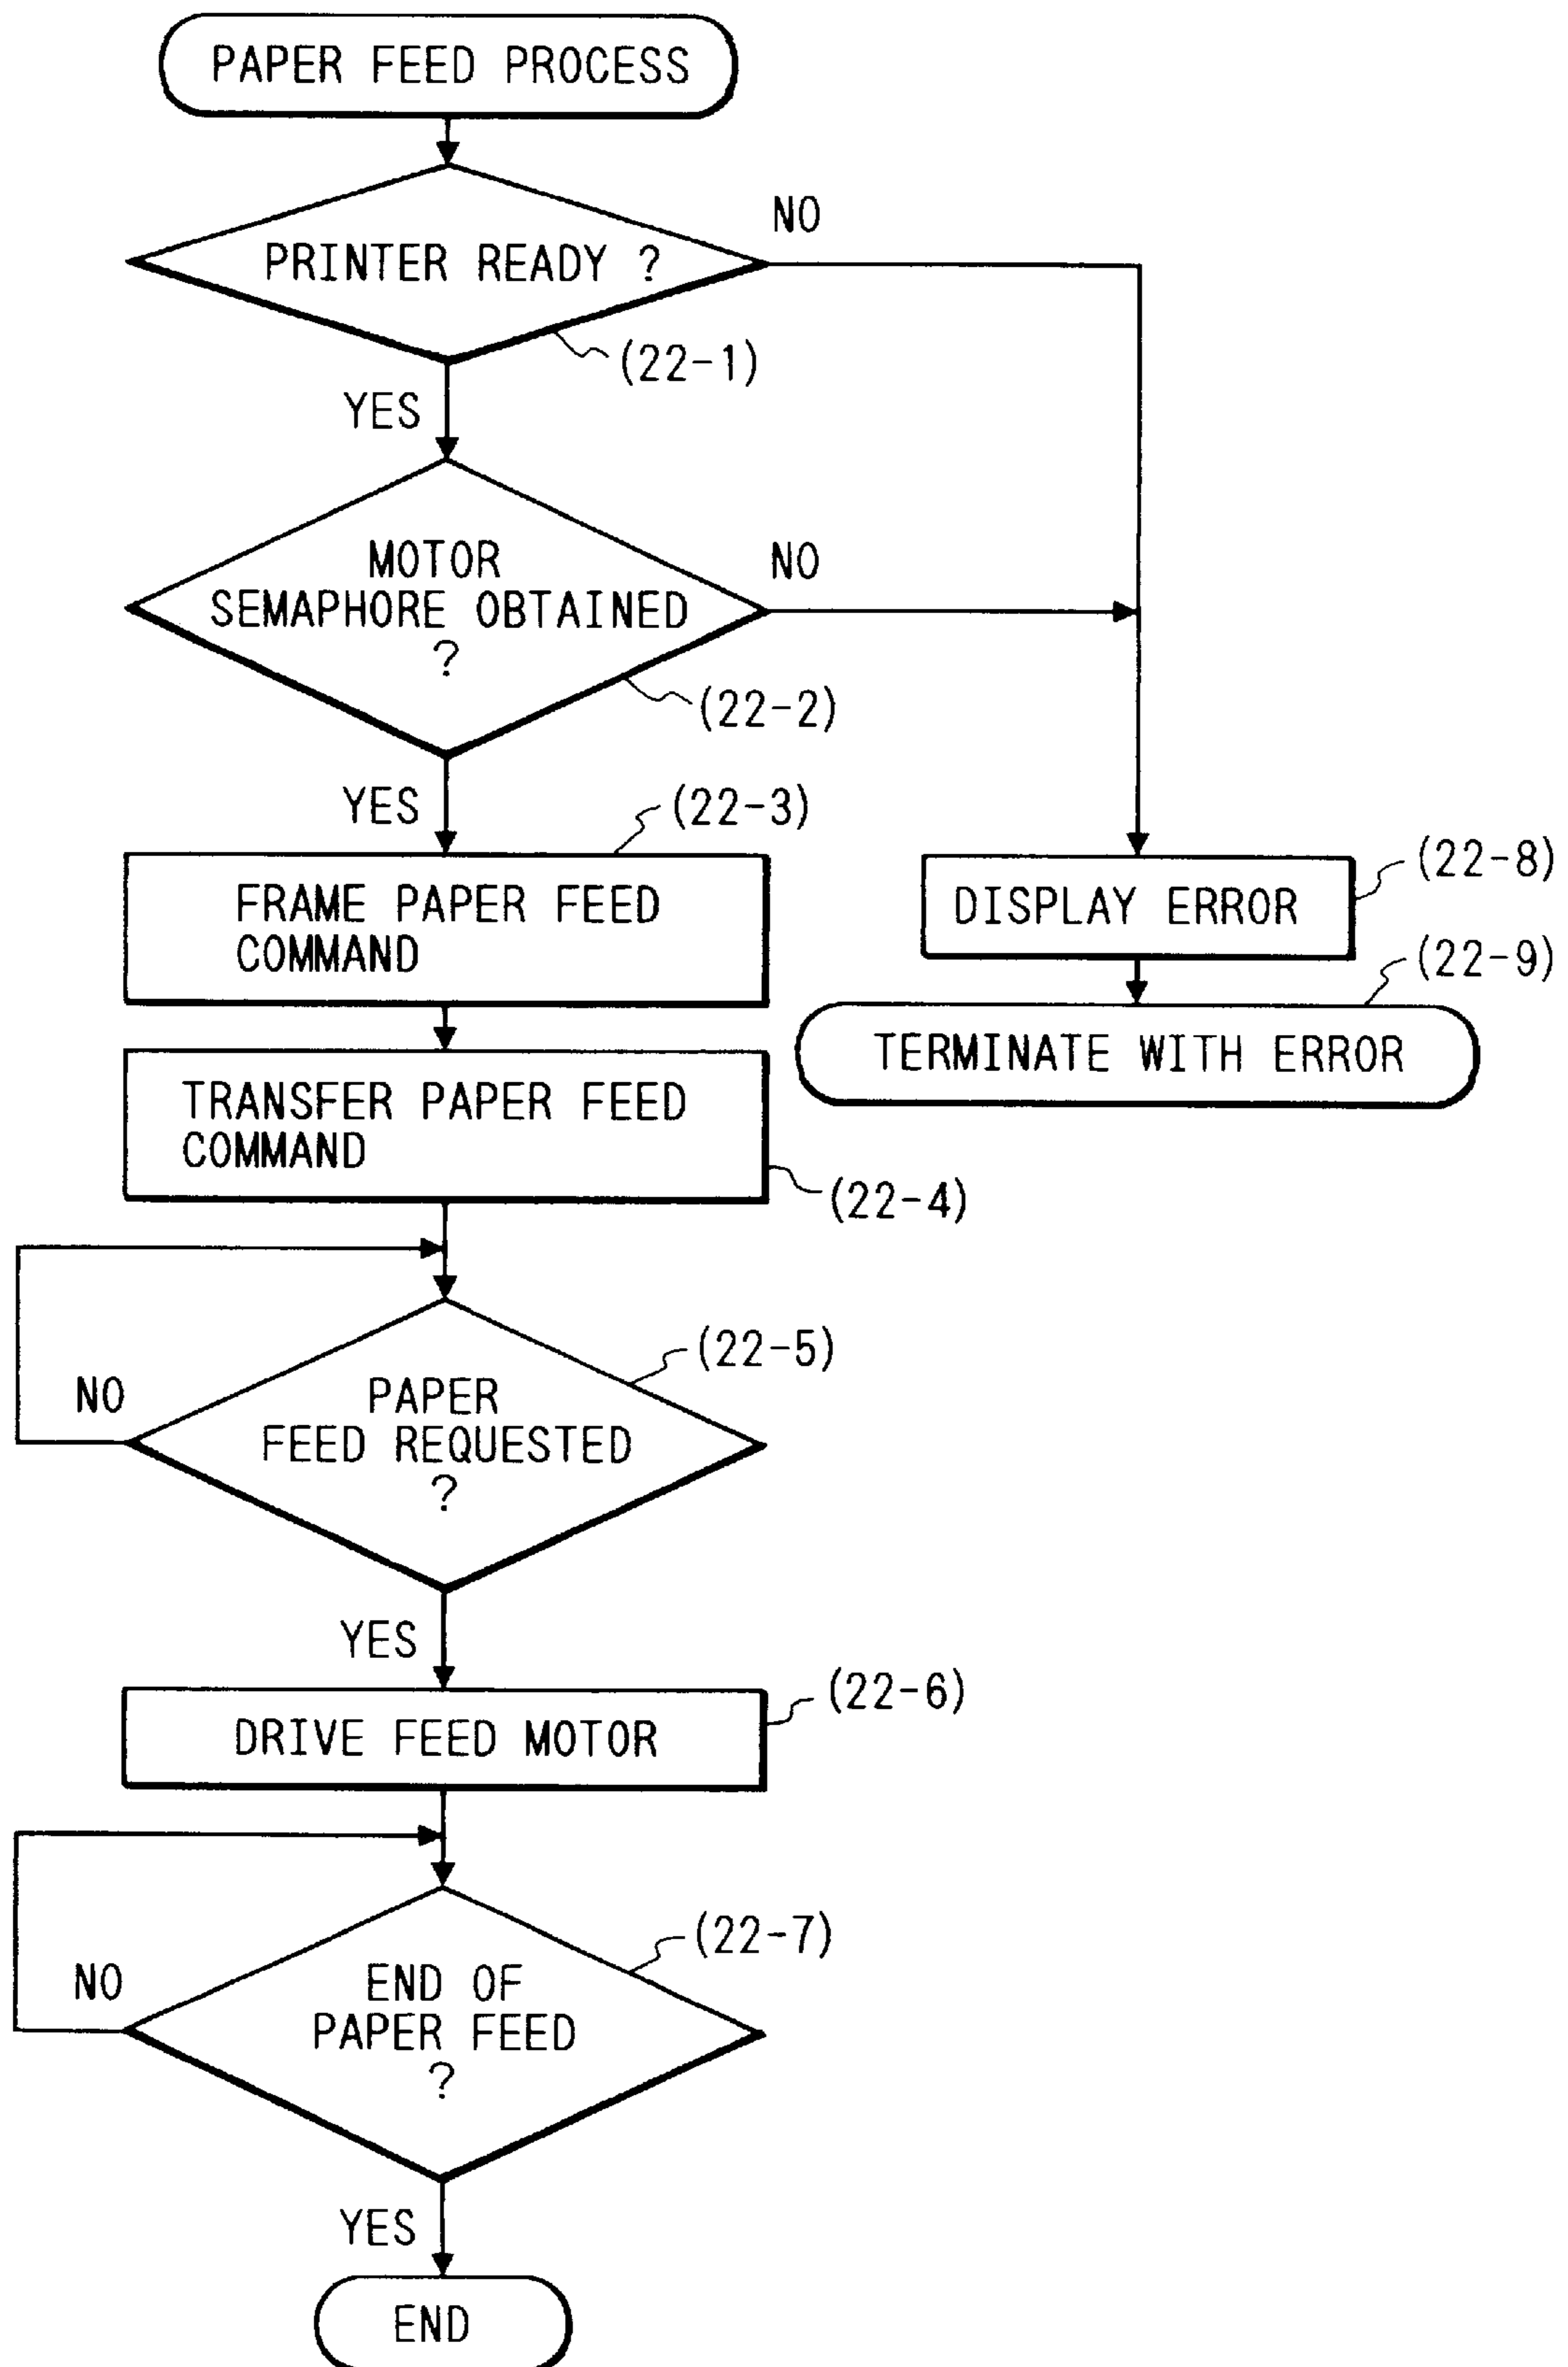 PAPER FEED PROCESS
NO
PRINTER READY ?
(22-1)
YES
MOTOR
SEMAPHORE OBTAINED
?
NO
(22-2)
YES
(22-3)
FRAME PAPER FEED
COMMAND
DISPLAY ERROR
(22-8)
(22-9)
TERMINATE WITH ERROR
TRANSFER PAPER FEED
COMMAND
(22-4)
(22-5)
NO
PAPER
FEED REQUESTED
?
YES
(22-6)
DRIVE FEED MOTOR
(22-7)
NO
END OF
PAPER FEED
?
YES
END